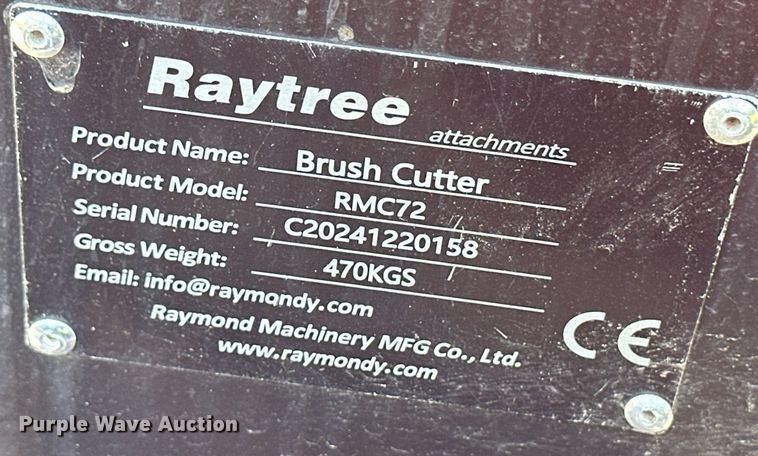 Raytree
attachments
Product Name: Brush Cutter
Product Model: RMC72
Serial Number: C20241220158
Gross Weight: 470KGS
Email: info@raymondy.com
Raymond Machinery MFG Co., Ltd.
www.raymondy.com
CE
Purple Wave Auction